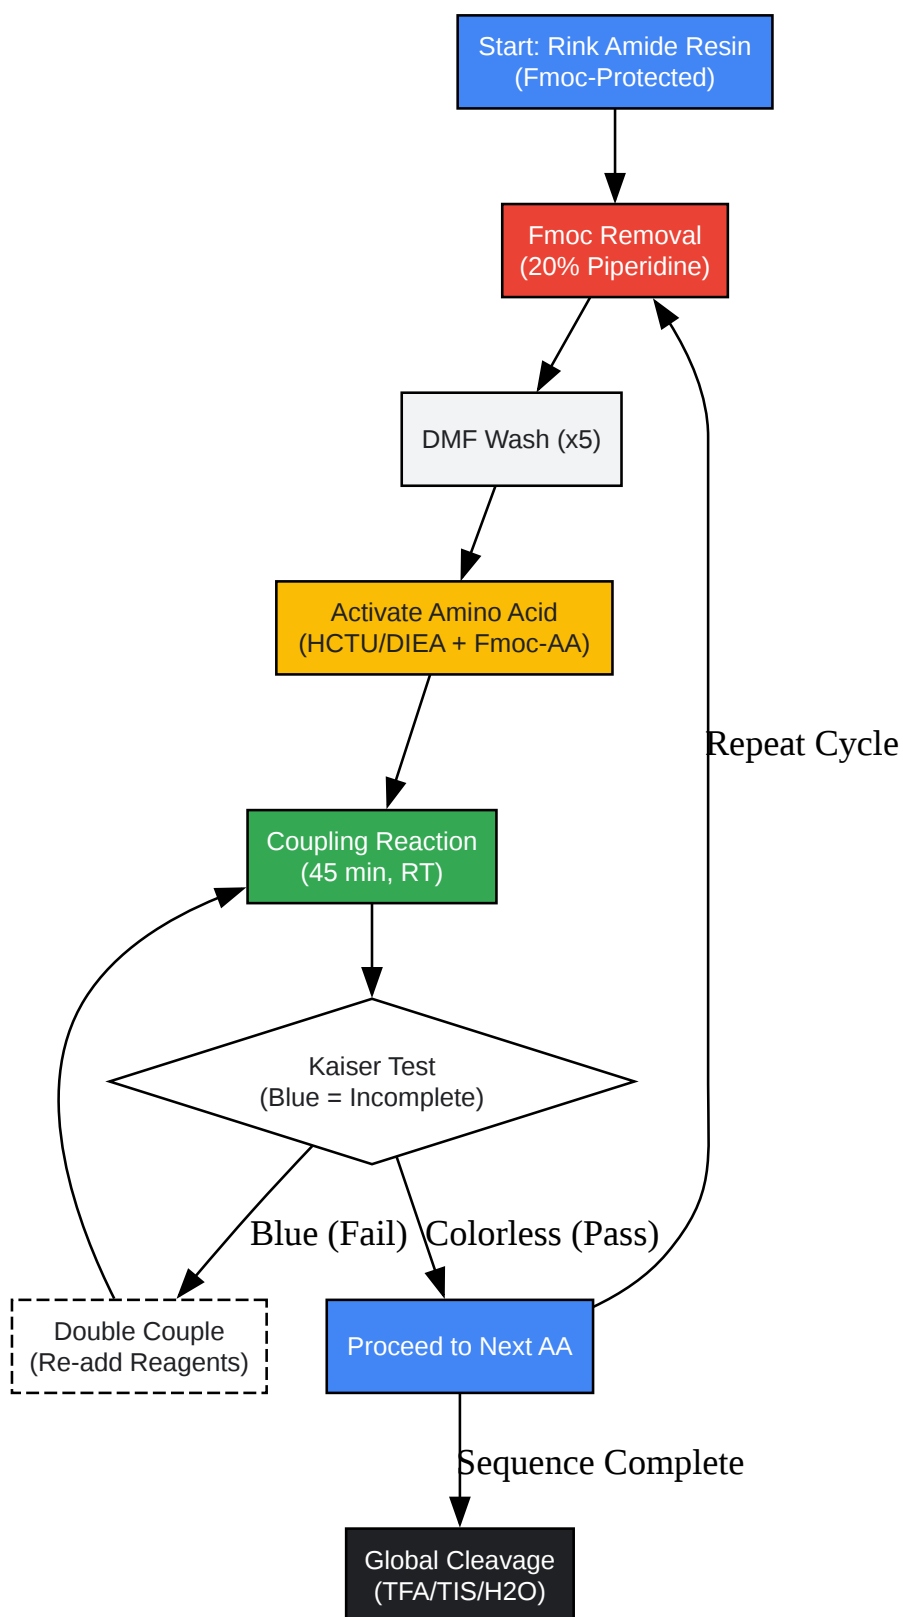 Start: Rink Amide Resin
(Fmoc-Protected)
Fmoc Removal
(20% Piperidine)
DMF Wash (x5)
Activate Amino Acid
(HCTU/DIEA + Fmoc-AA)
Repeat Cycle
Coupling Reaction
(45 min, RT)
Kaiser Test
(Blue = Incomplete)
Blue (Fail)
Colorless (Pass)
Double Couple
(Re-add Reagents)
Proceed to Next AA
Sequence Complete
Global Cleavage
(TFA/TIS/H2O)